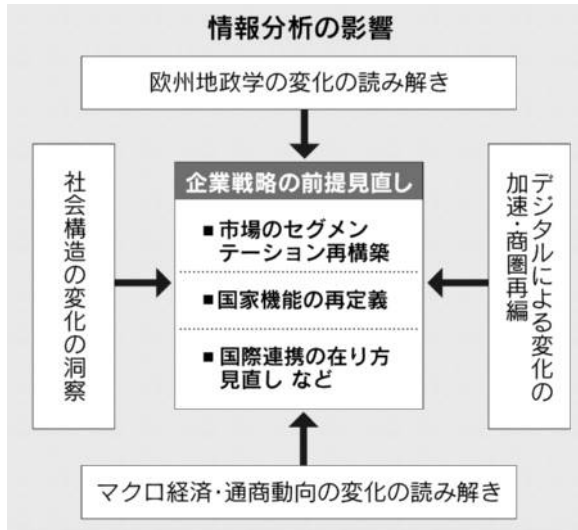 情報分析の影響
欧州地政学の変化の読み解き
社会構造の変化の洞察
企業戦略の前提見直し
■市場のセグメン
テーション再構築
■国家機能の再定義
■国際連携の在り方
見直し など
デジタルによる変化の
加速・商圏再編
マクロ経済・通商動向の変化の読み解き